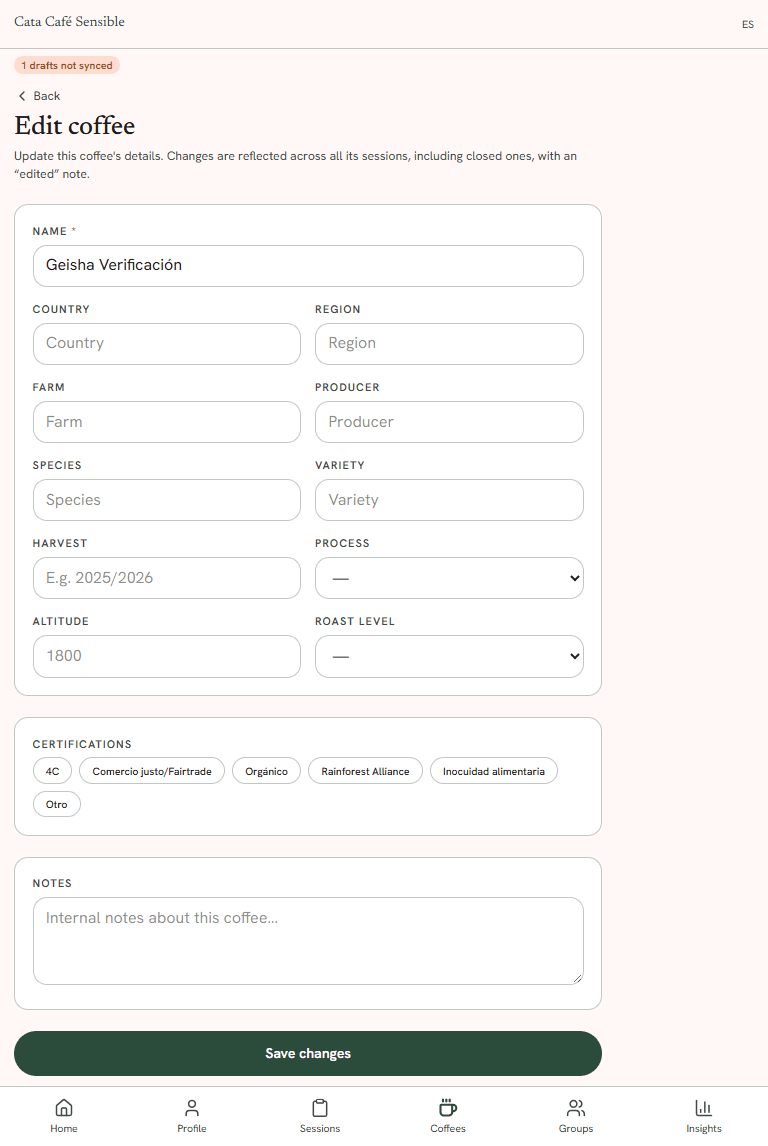 Cata Café Sensible
ES
1 drafts not synced
Back
Edit coffee
Update this coffee's details. Changes are reflected across all its sessions, including closed ones, with an
“edited” note.
NAME *
Geisha Verificación
COUNTRY REGION
Country Region
FARM PRODUCER
Farm Producer
SPECIES VARIETY
Species Variety
HARVEST PROCESS
E.g. 2025/2026 —
ALTITUDE ROAST LEVEL
1800 —
CERTIFICATIONS
4C Comercio justo/Fairtrade Orgánico Rainforest Alliance Inocuidad alimentaria
Otro
NOTES
Internal notes about this coffee…
Save changes
Home Profile Sessions Coffees Groups Insights